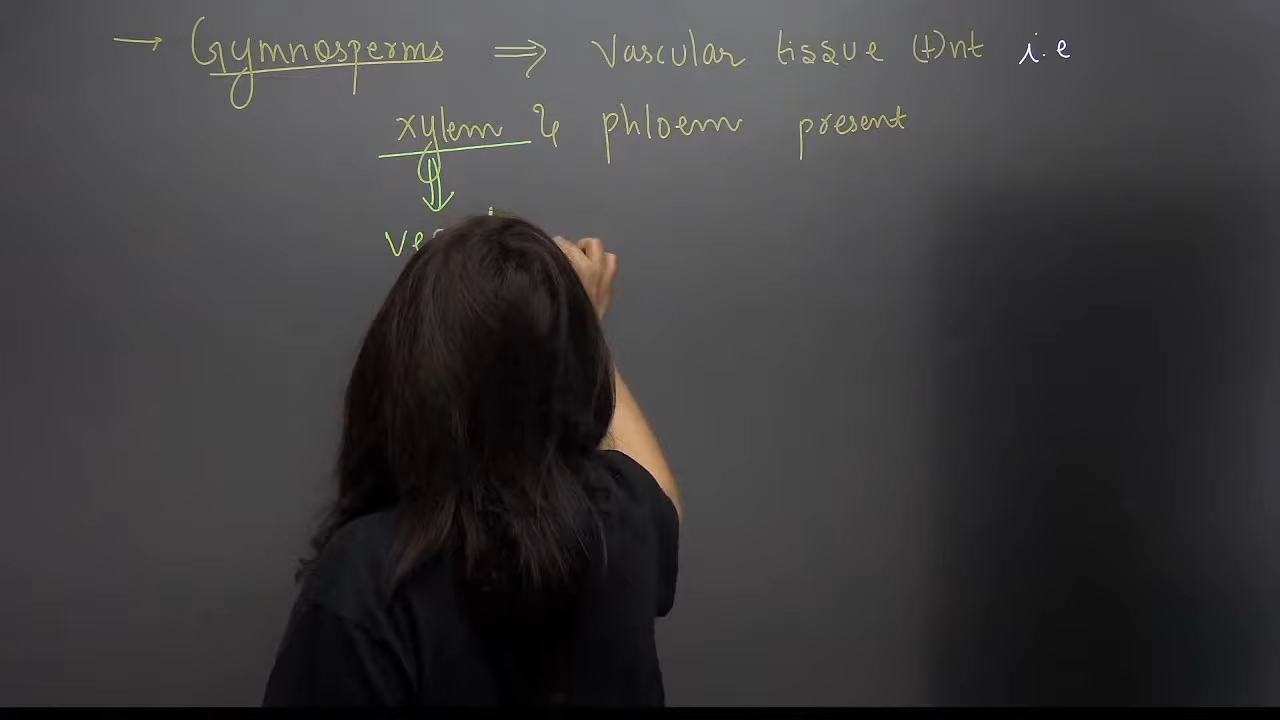 → Gymnosperms ⇒ Vascular tissue (+)nt i.e
xylem & phloem present